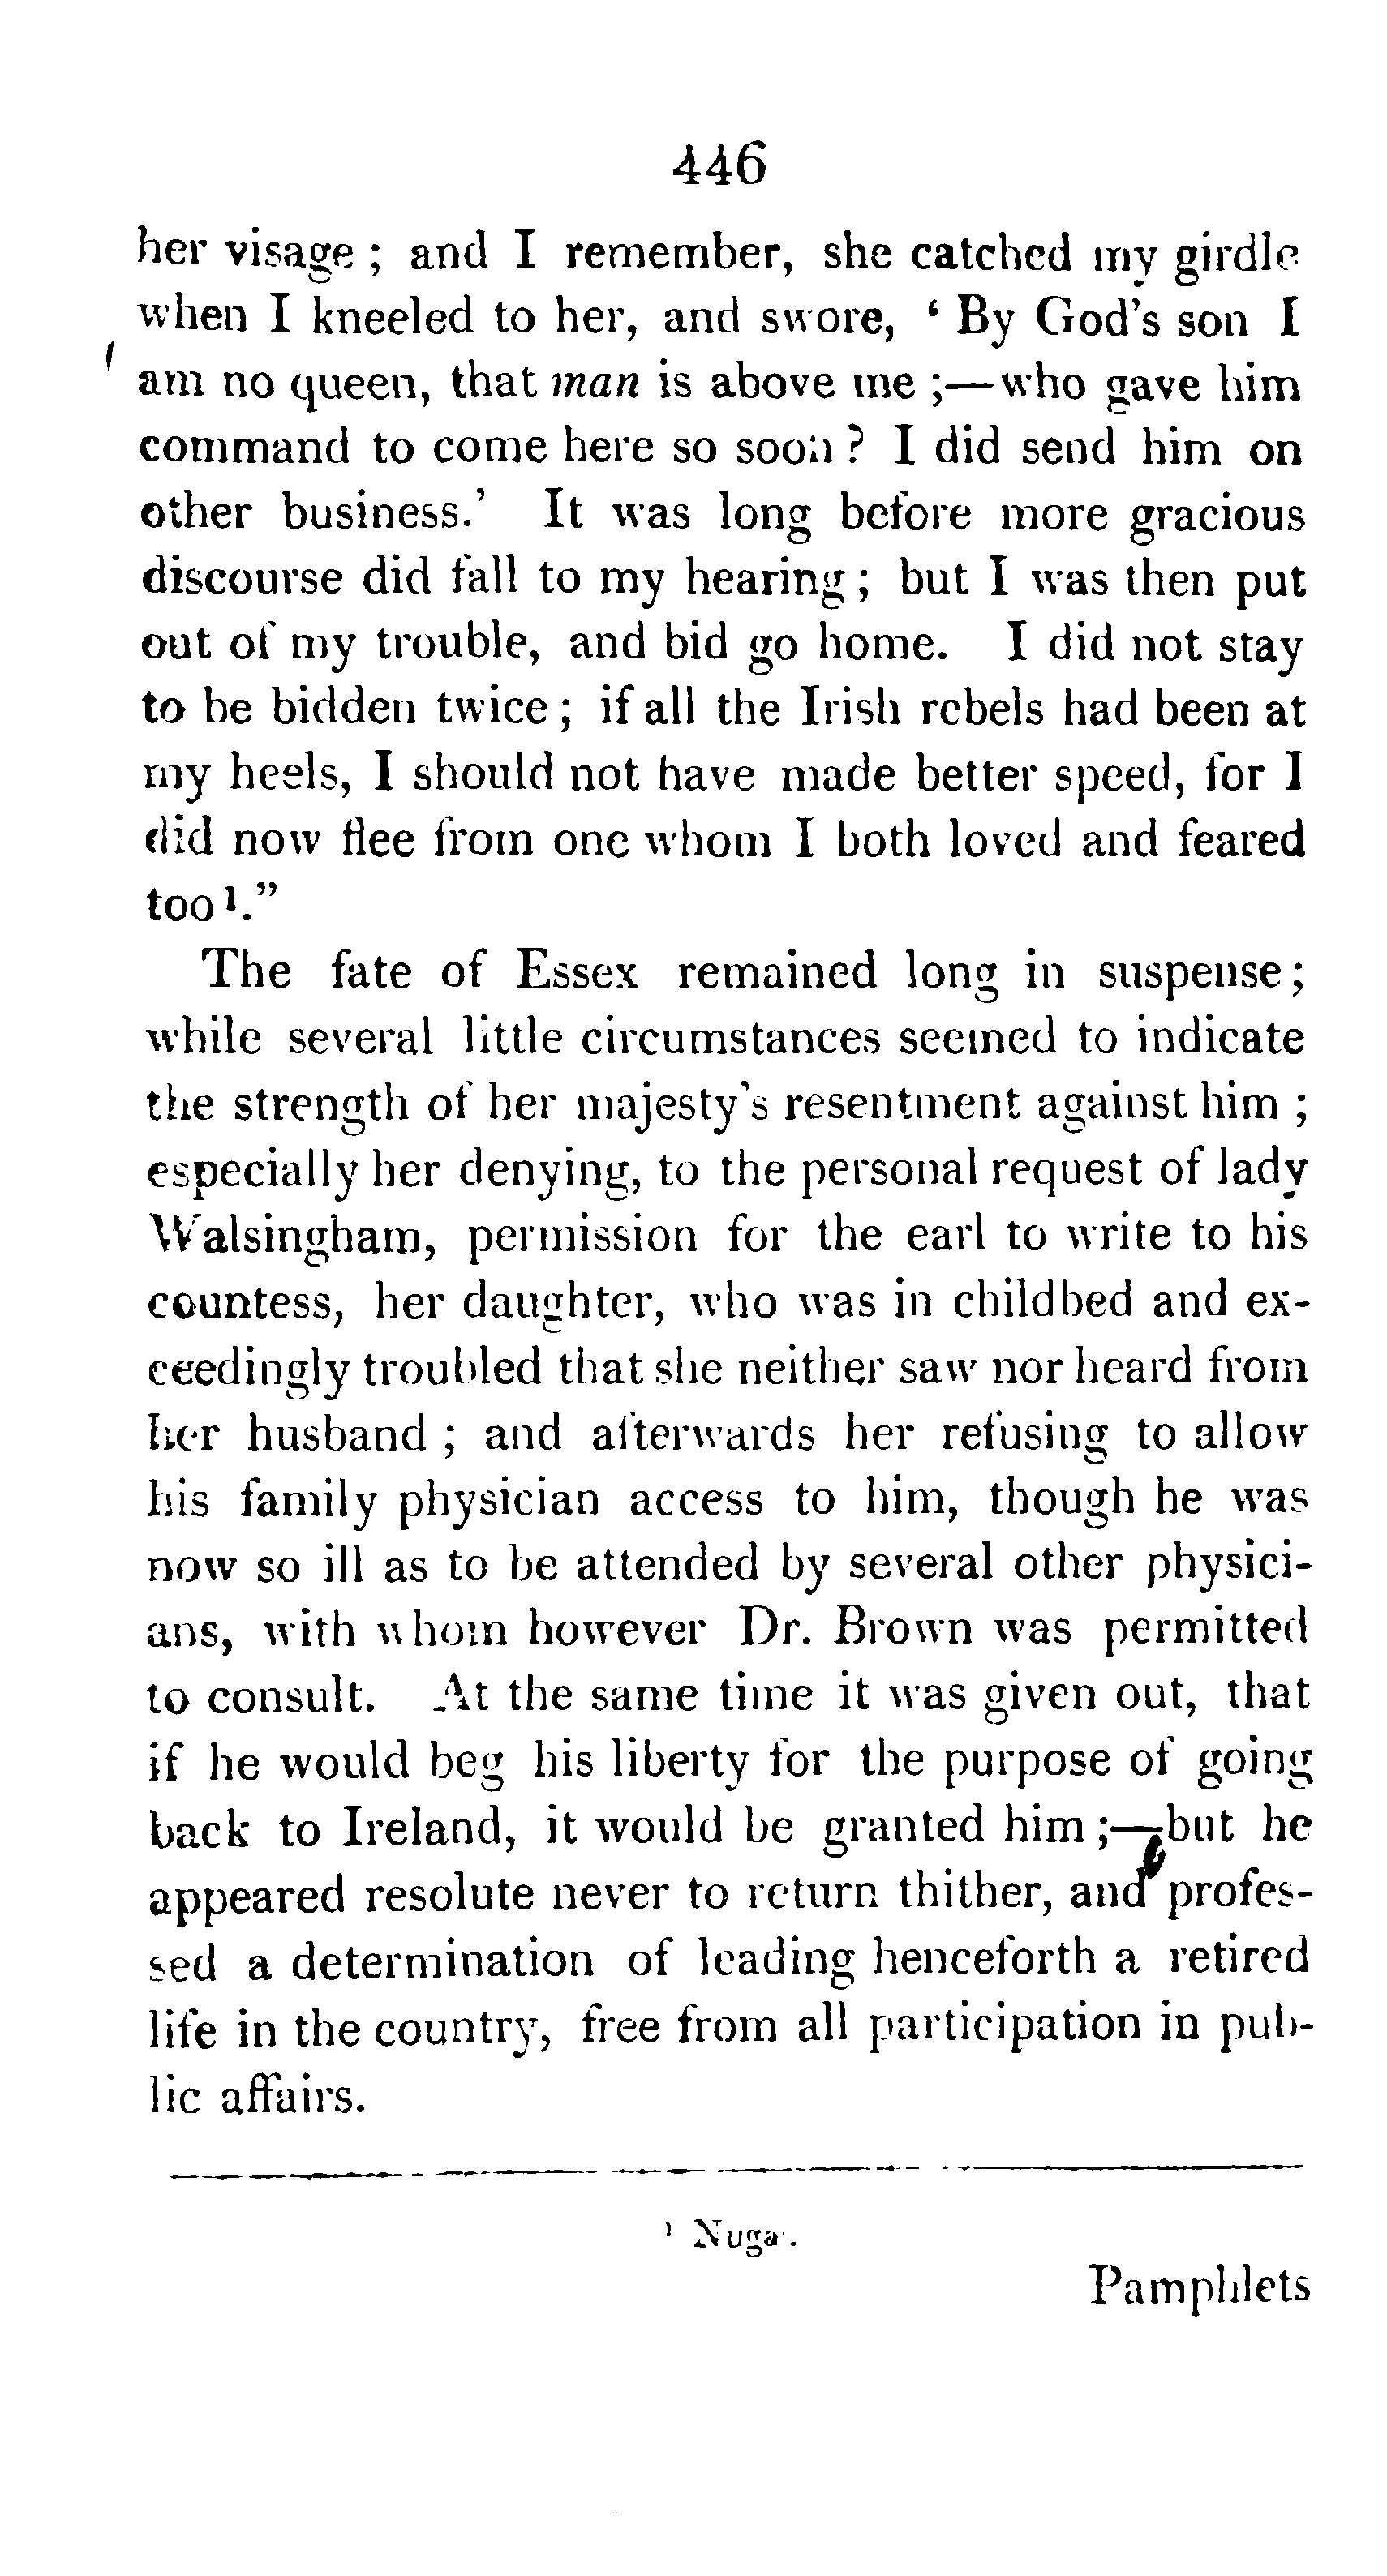 446
her visage ; and I remember, she catched my girdle
when I kneeled to her, and swore, ‘ By God’s son I
am no queen, that man is above me ;—who gave him
command to come here so soon ? I did send him on
other business.’ It was long before more gracious
discourse did fall to my hearing ; but I was then put
out of my trouble, and bid go home. I did not stay
to be bidden twice ; if all the Irish rebels had been at
my heels, I should not have made better speed, for I
did now flee from one whom I both loved and feared
too ¹.”
The fate of Essex remained long in suspense ;
while several little circumstances seemed to indicate
the strength of her majesty’s resentment against him ;
especially her denying, to the personal request of lady
Walsingham, permission for the earl to write to his
countess, her daughter, who was in childbed and ex-
ceedingly troubled that she neither saw nor heard from
her husband ; and afterwards her refusing to allow
his family physician access to him, though he was
now so ill as to be attended by several other physici-
ans, with whom however Dr. Brown was permitted
to consult. At the same time it was given out, that
if he would beg his liberty for the purpose of going
back to Ireland, it would be granted him ;—but he
appeared resolute never to return thither, and profes-
sed a determination of leading henceforth a retired
life in the country, free from all participation in pub-
lic affairs.
¹ Nugæ.
Pamphlets